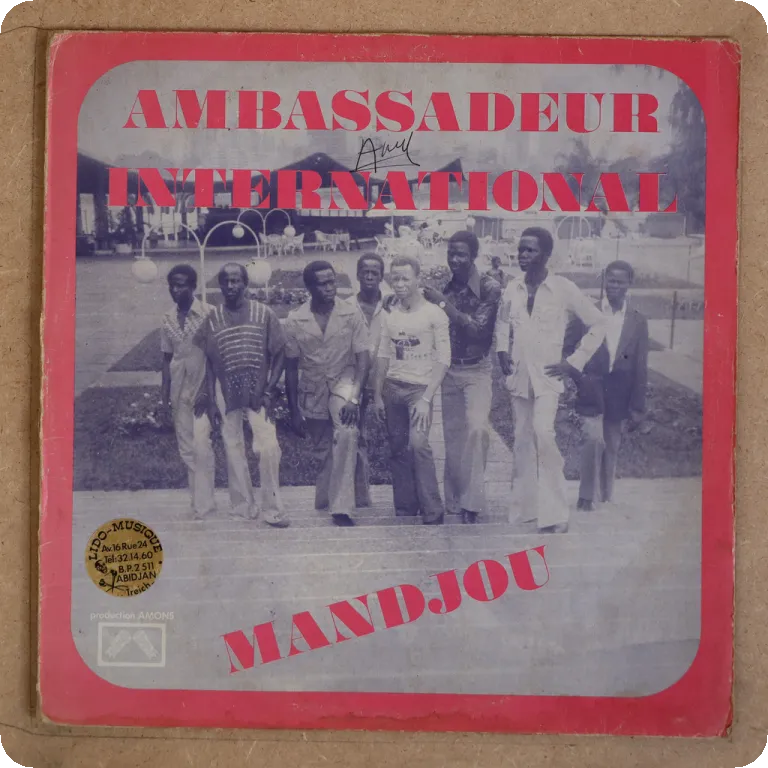 AMBASSADEUR
INTERNATIONAL
LIDO-MUSIQUE
Av.16 Rue 24
Tel: 32.14.60
B.P.2 511
ABIDJAN
Treich.
production AMONS
MANDJOU